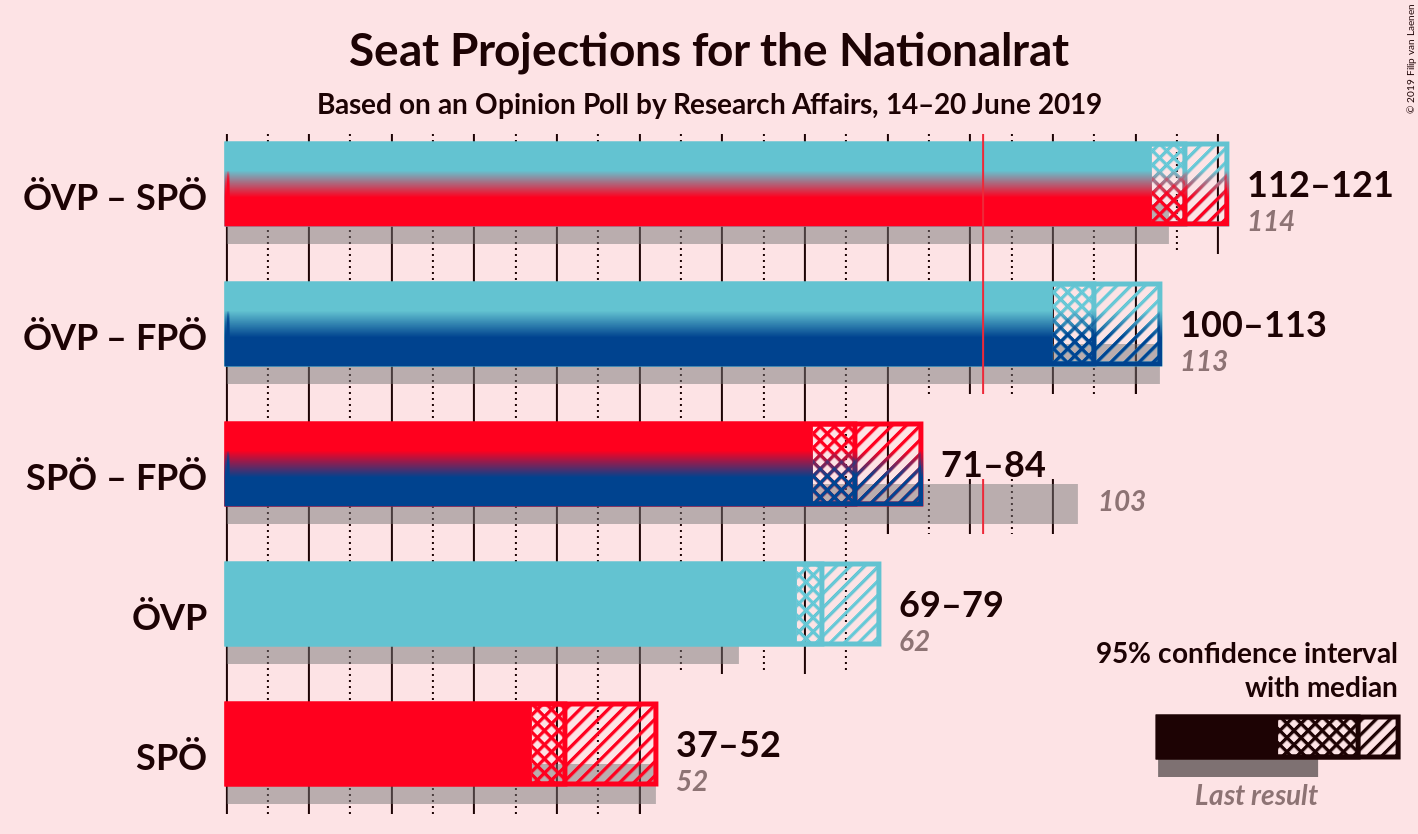 Seat Projections for the Nationalrat
Based on an Opinion Poll by Research Affairs, 14–20 June 2019
© 2019 Filip van Laenen
ÖVP – SPÖ
112–121
114
ÖVP – FPÖ
100–113
113
SPÖ – FPÖ
71–84
103
ÖVP
69–79
62
SPÖ
37–52
52
95% confidence interval
with median
Last result